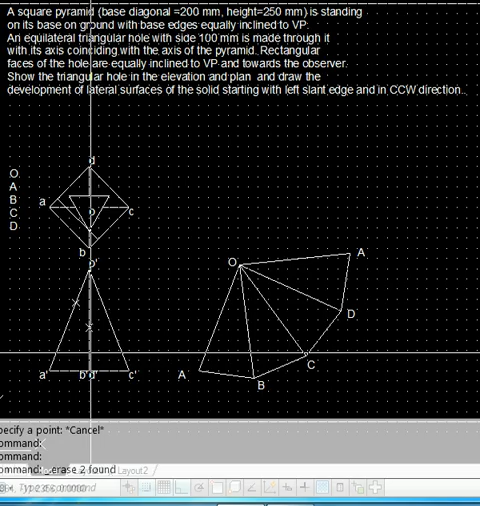 A square pyramid (base diagonal =200 mm, height=250 mm) is standing
on its base on ground with base edges equally inclined to VP.
An equilateral triangular hole with side 100 mm is made through it
with its axis coinciding with the axis of the pyramid. Rectangular
faces of the hole are equally inclined to VP and towards the observer.
Show the triangular hole in the elevation and plan and draw the
development of lateral surfaces of the solid starting with left slant edge and in CCW direction..
d
O
A
B
C
D
a
o
c
b
o'
a'
b'd'
c'
O
A
D
C
B
A
pecify a point: *Cancel*
ommand:
ommand:
ommand: _.erase 2 found
Layout2
Type a command